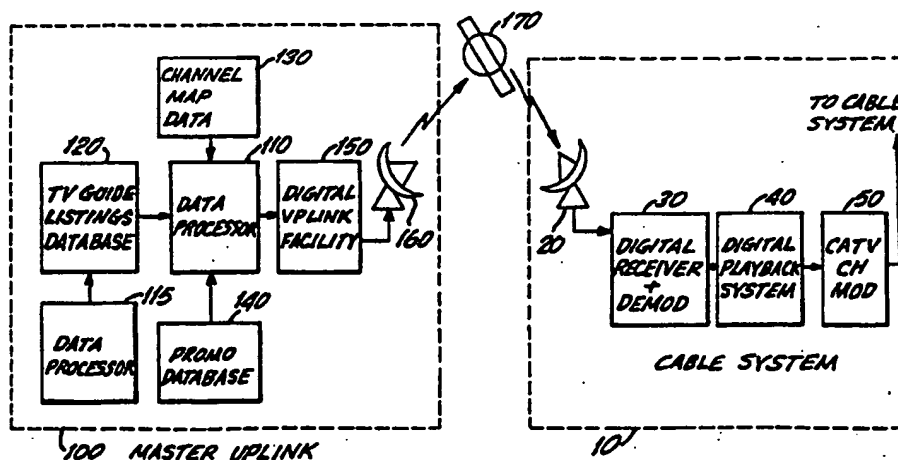 130
CHANNEL
MAP
DATA
120
TV GUIDE
LISTINGS
DATABASE
110
DATA
PROCESSOR
150
DIGITAL
UPLINK
FACILITY
160
115
DATA
PROCESSOR
140
PROMO
DATABASE
100 MASTER UPLINK
170
TO CABLE
SYSTEM
20
30
DIGITAL
RECEIVER
+
DEMOD
40
DIGITAL
PLAYBACK
SYSTEM
50
CATV
CH
MOD
CABLE SYSTEM
10